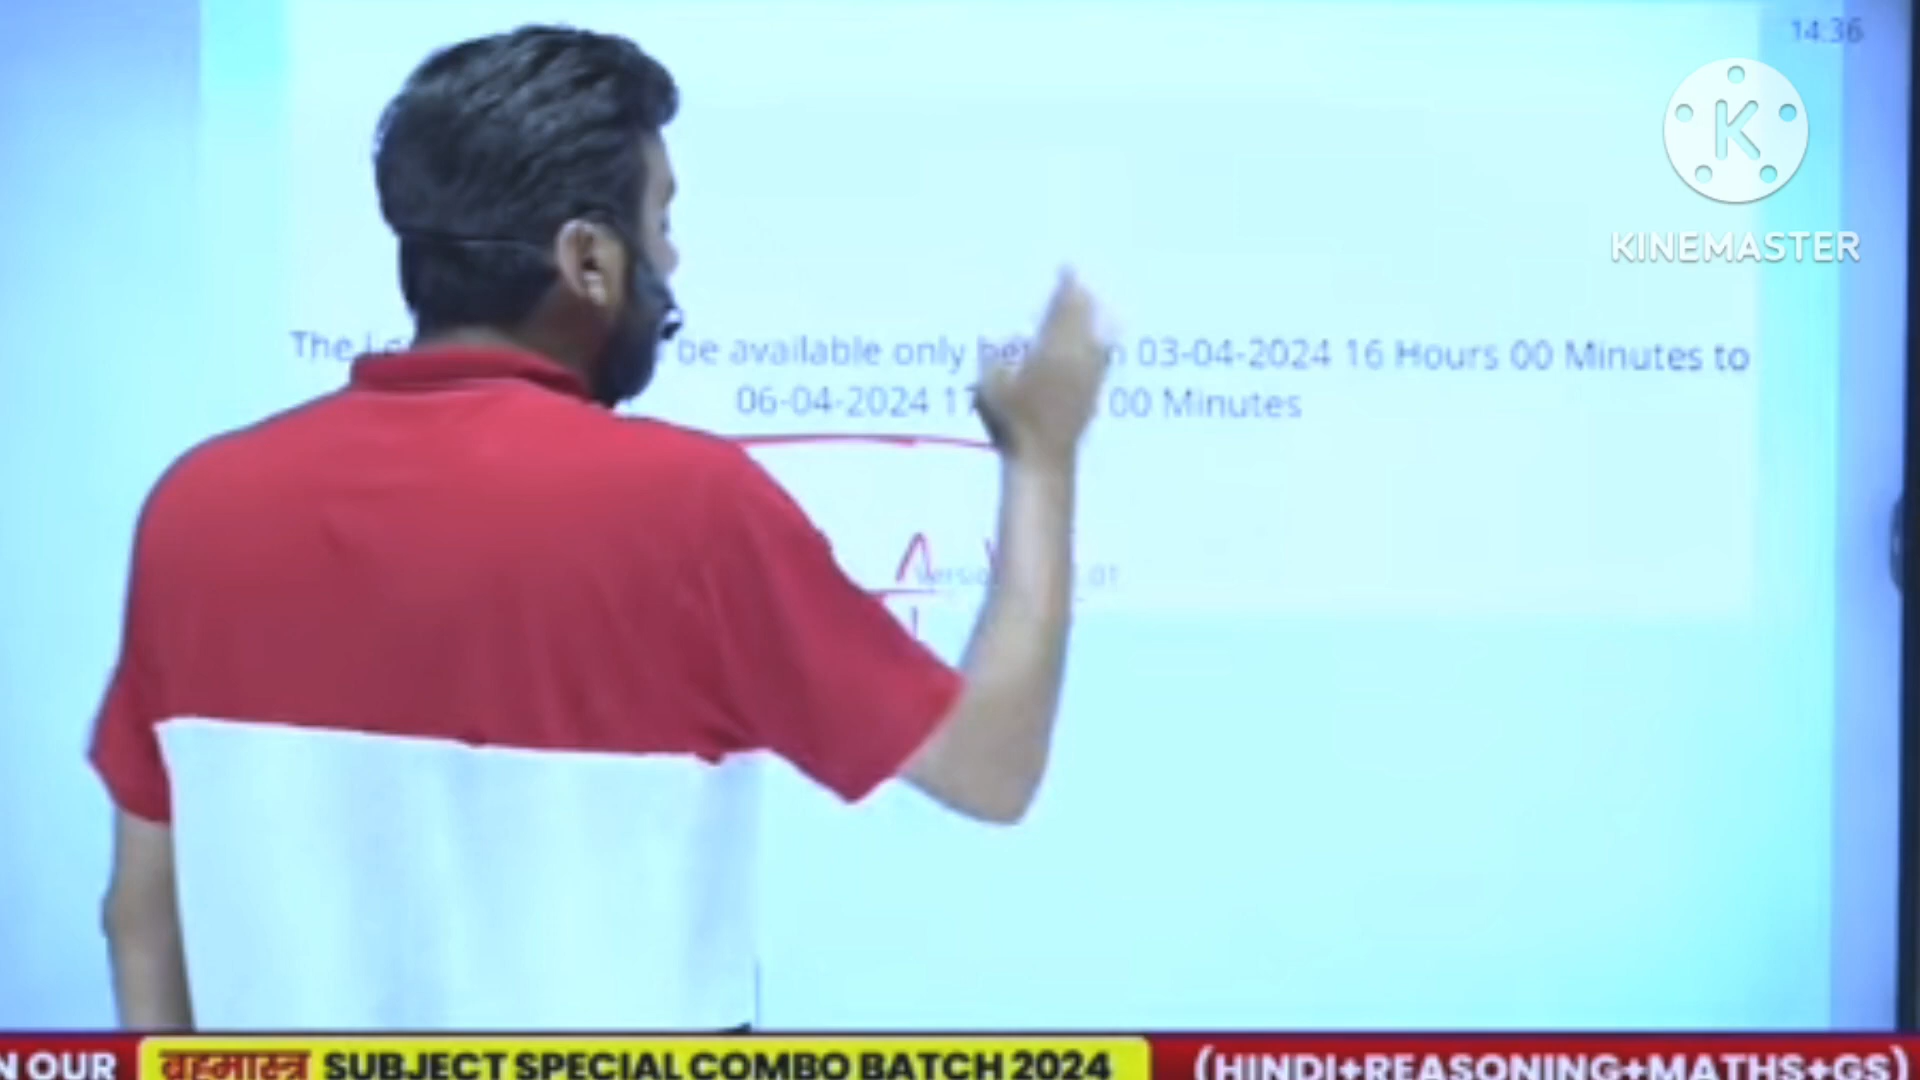 14:36
K
KINEMASTER
The be available only 03-04-2024 16 Hours 00 Minutes to
06-04-2024 17 00 Minutes
N OUR ब्रह्मास्त्र SUBJECT SPECIAL COMBO BATCH 2024 (HINDI+REASONING+MATHS+GS)